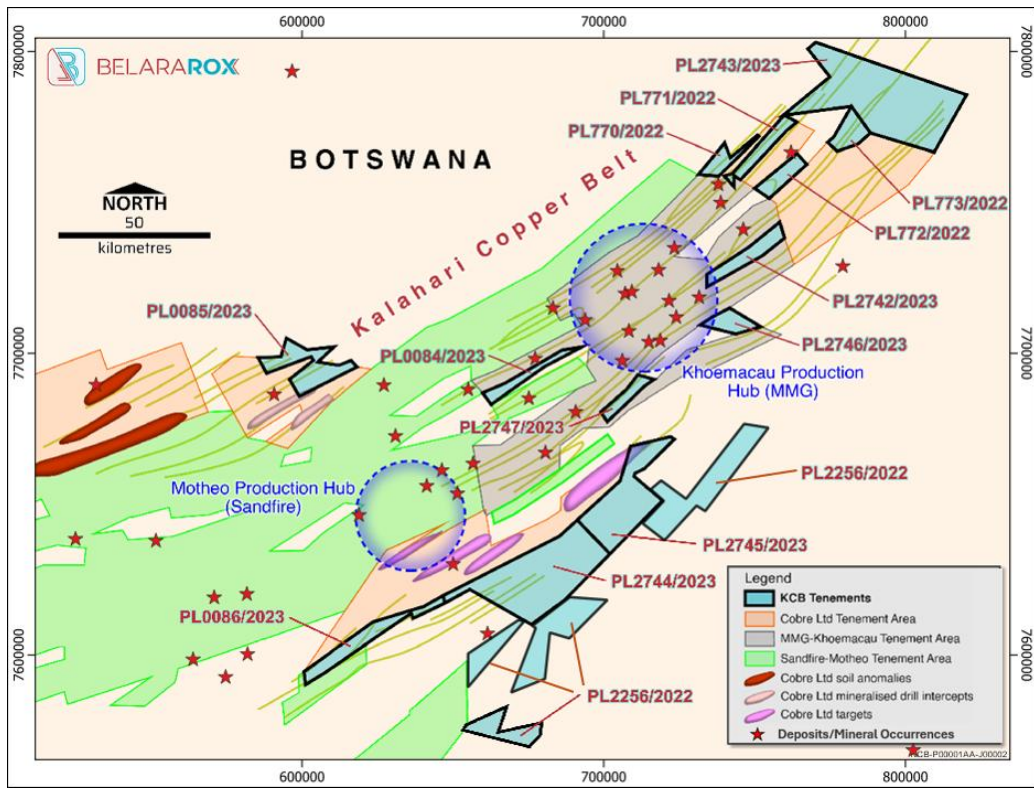 600000
700000
800000
7800000
7800000
BELARAROX
PL2743/2023
PL771/2022
PL770/2022
BOTSWANA
Kalahari Copper Belt
NORTH
50
kilometres
PL773/2022
PL772/2022
PL2742/2023
PL0085/2023
PL2746/2023
PL0084/2023
7700000
7700000
Khoemacau Production
Hub (MMG)
PL2747/2023
Motheo Production Hub
(Sandfire)
PL2256/2022
PL2745/2023
PL2744/2023
PL0086/2023
7600000
7600000
PL2256/2022
Legend
KCB Tenements
Cobre Ltd Tenement Area
MMG-Khoemacau Tenement Area
Sandfire-Motheo Tenement Area
Cobre Ltd soil anomalies
Cobre Ltd mineralised drill intercepts
Cobre Ltd targets
Deposits/Mineral Occurrences
KCB-P00001AA-J00002
600000
700000
800000